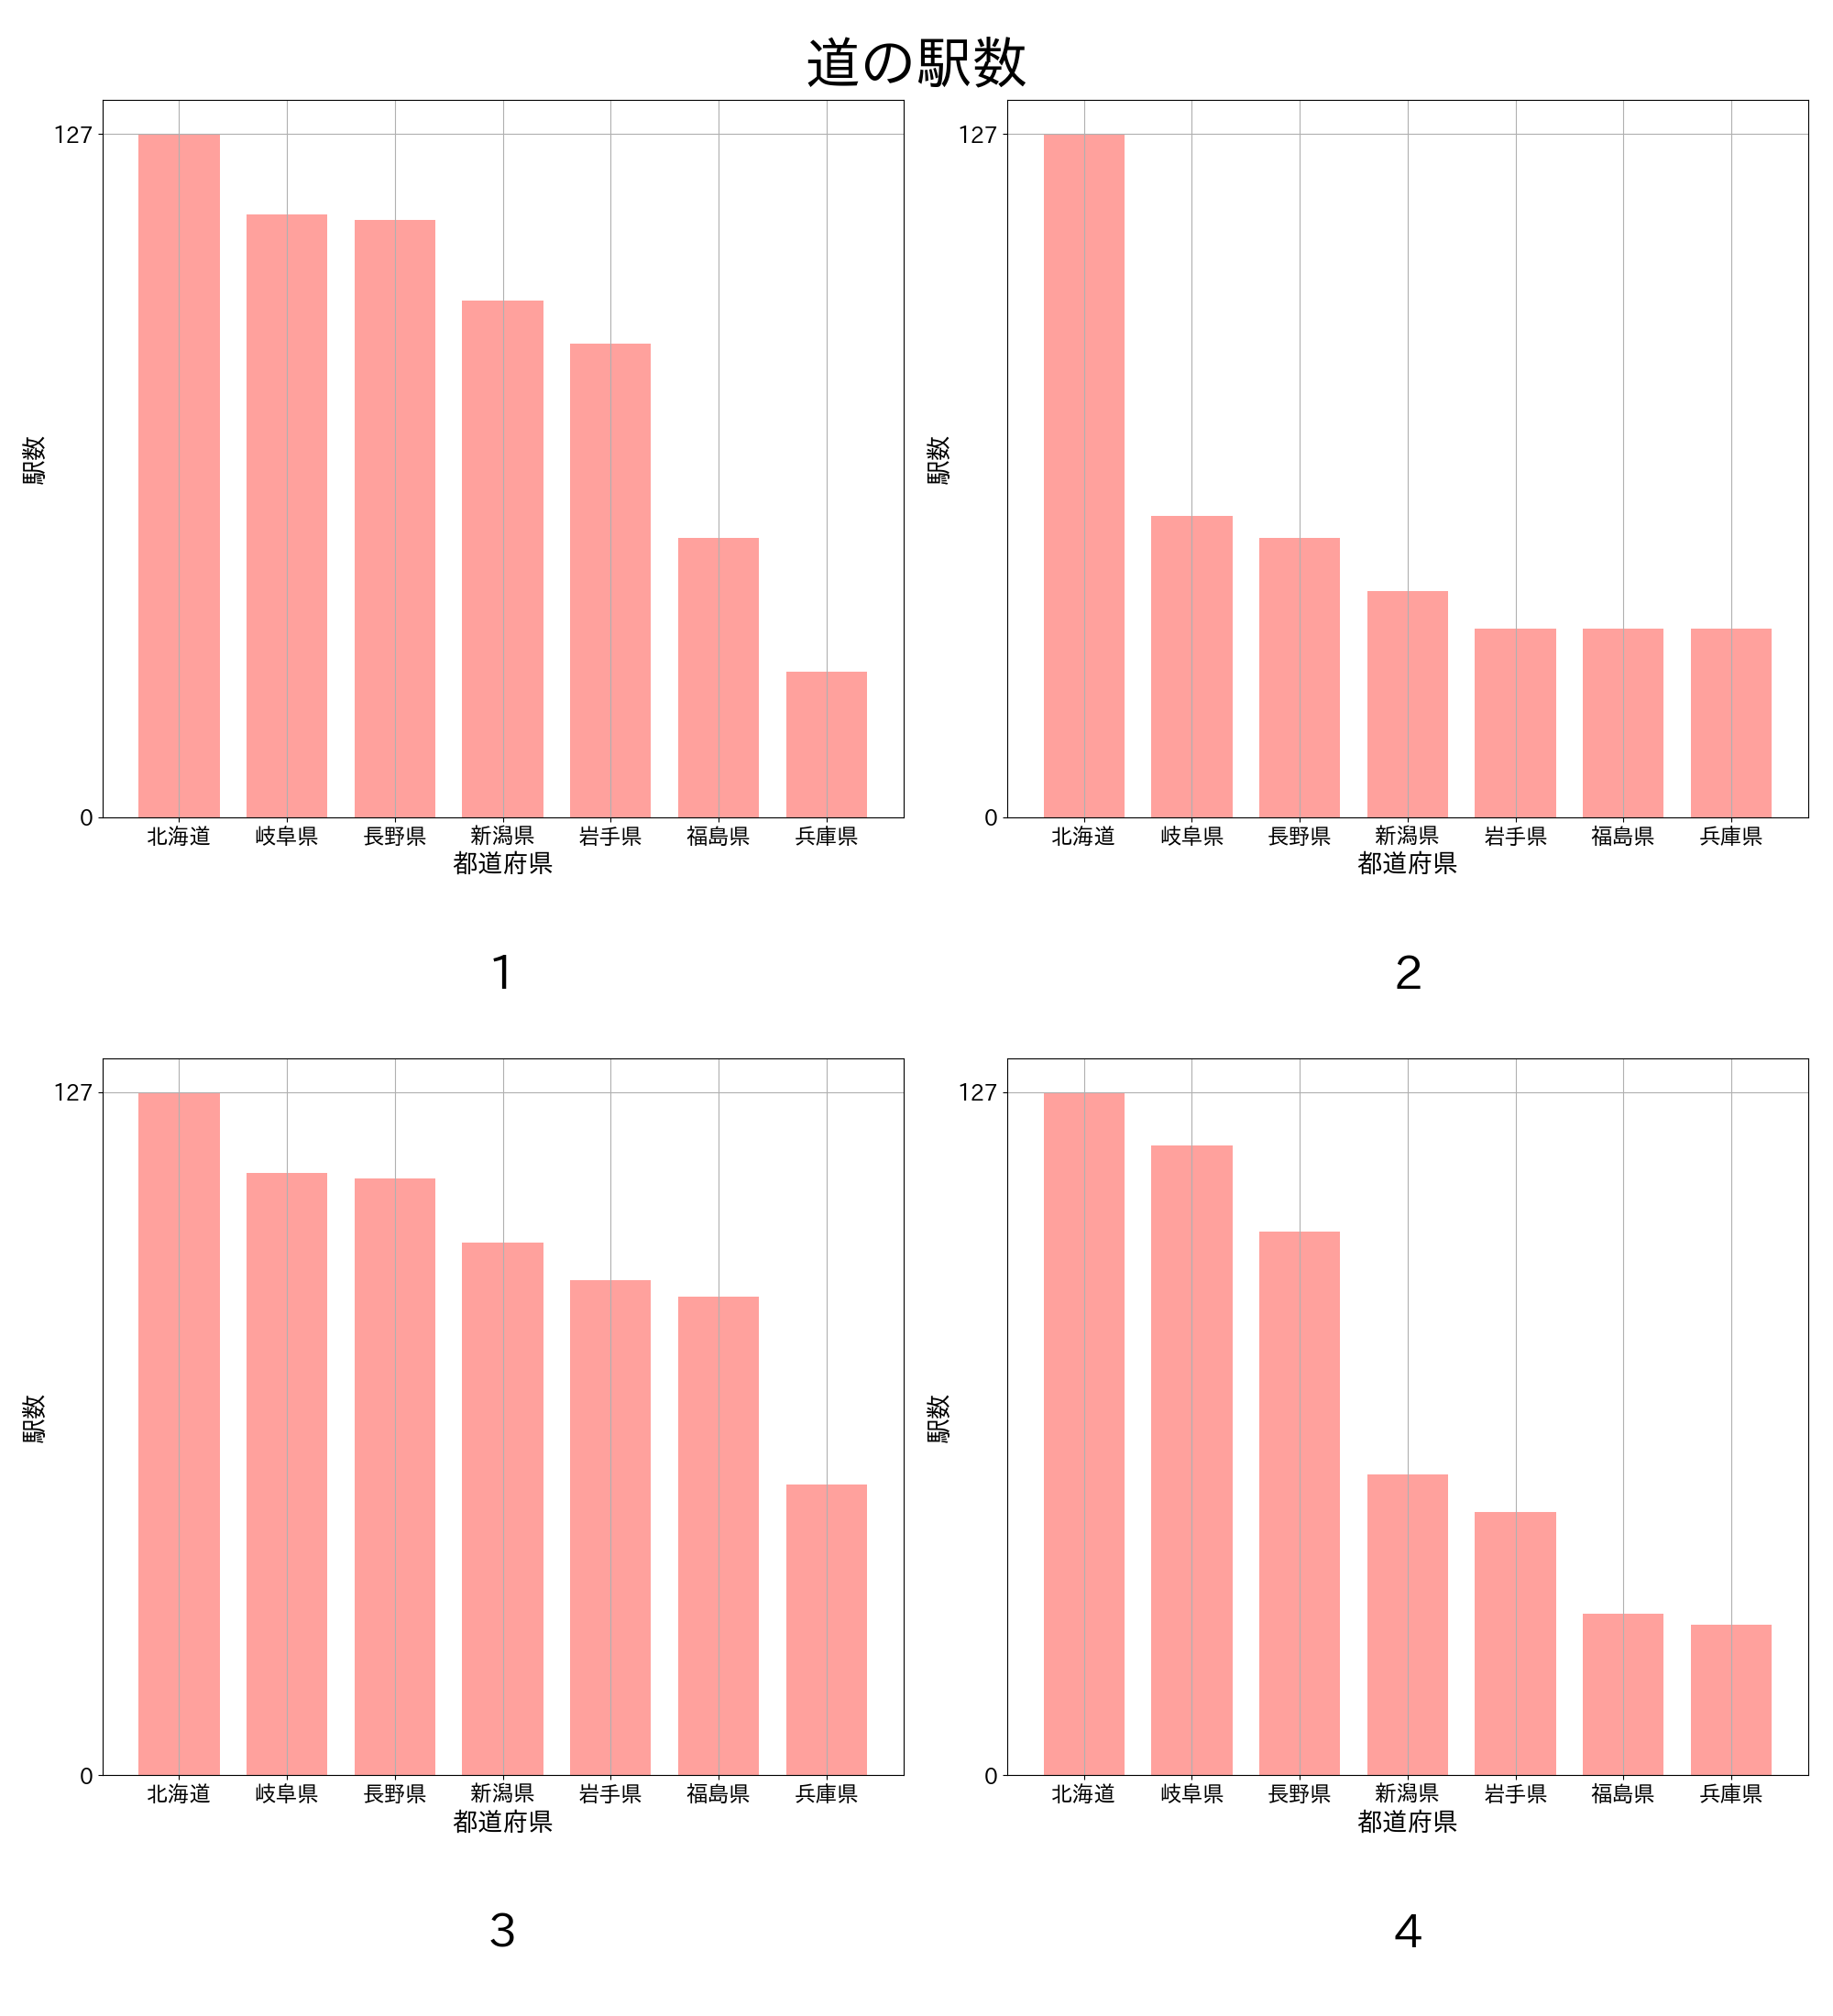 道の駅数
127
0
駅数
北海道 岐阜県 長野県 新潟県 岩手県 福島県 兵庫県
都道府県
1
127
0
駅数
北海道 岐阜県 長野県 新潟県 岩手県 福島県 兵庫県
都道府県
2
127
0
駅数
北海道 岐阜県 長野県 新潟県 岩手県 福島県 兵庫県
都道府県
3
127
0
駅数
北海道 岐阜県 長野県 新潟県 岩手県 福島県 兵庫県
都道府県
4